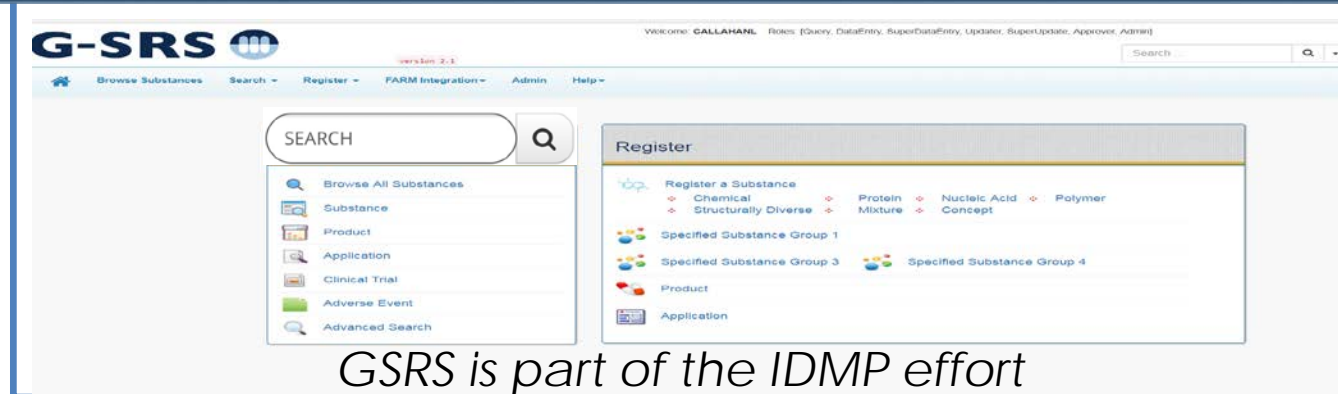 G-SRS
version 2.1
Welcome: CALLAHANL Roles: [Query, DataEntry, SuperDataEntry, Updater, SuperUpdate, Approver, Admin]
Search ...
Browse Substances Search Register FARM Integration Admin Help
SEARCH
Browse All Substances
Substance
Product
Application
Clinical Trial
Adverse Event
Advanced Search
Register
Register a Substance
Chemical Protein Nucleic Acid Polymer
Structurally Diverse Mixture Concept
Specified Substance Group 1
Specified Substance Group 3 Specified Substance Group 4
Product
Application
GSRS is part of the IDMP effort